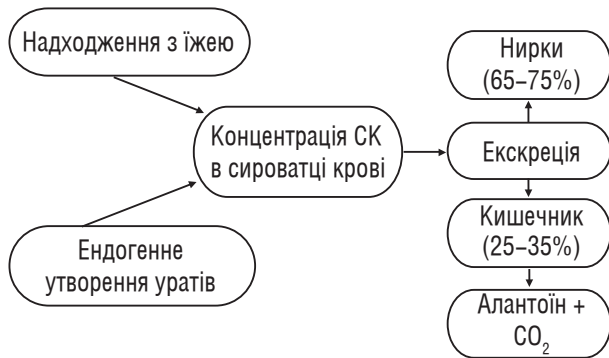 Надходження з їжею
Нирки
(65–75%)
Концентрація СК
в сироватці крові
Екскреція
Ендогенне
утворення уратів
Кишечник
(25–35%)
Алантоїн +
CO₂